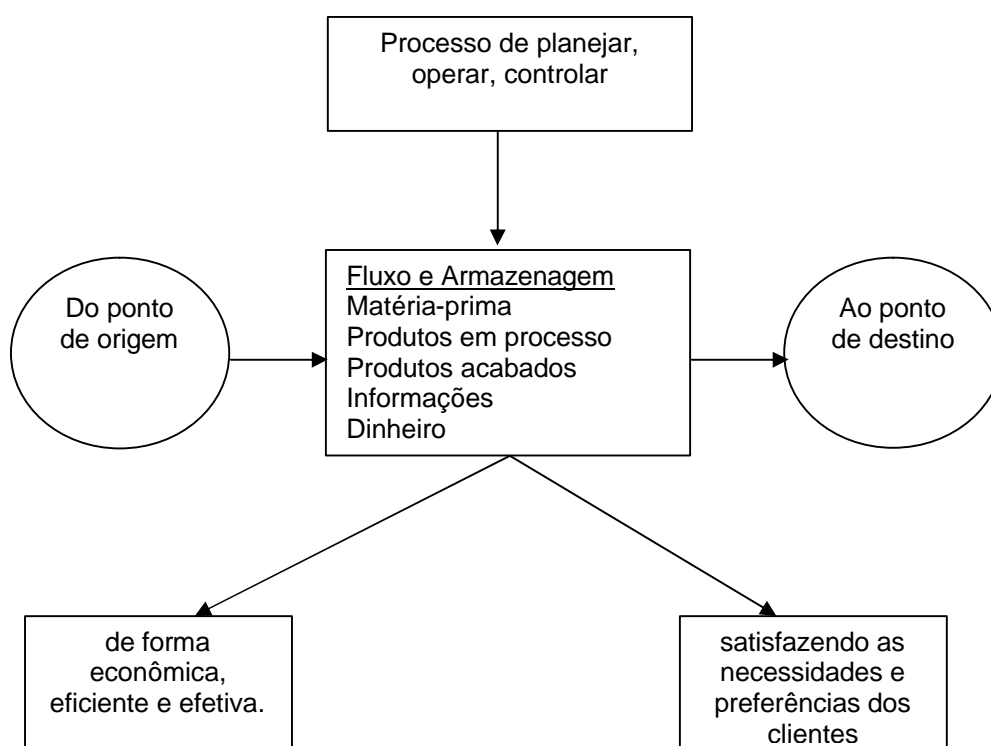 Processo de planejar,
operar, controlar
Do ponto
de origem
Fluxo e Armazenagem
Matéria-prima
Produtos em processo
Produtos acabados
Informações
Dinheiro
Ao ponto
de destino
de forma
econômica,
eficiente e efetiva.
satisfazendo as
necessidades e
preferências dos
clientes